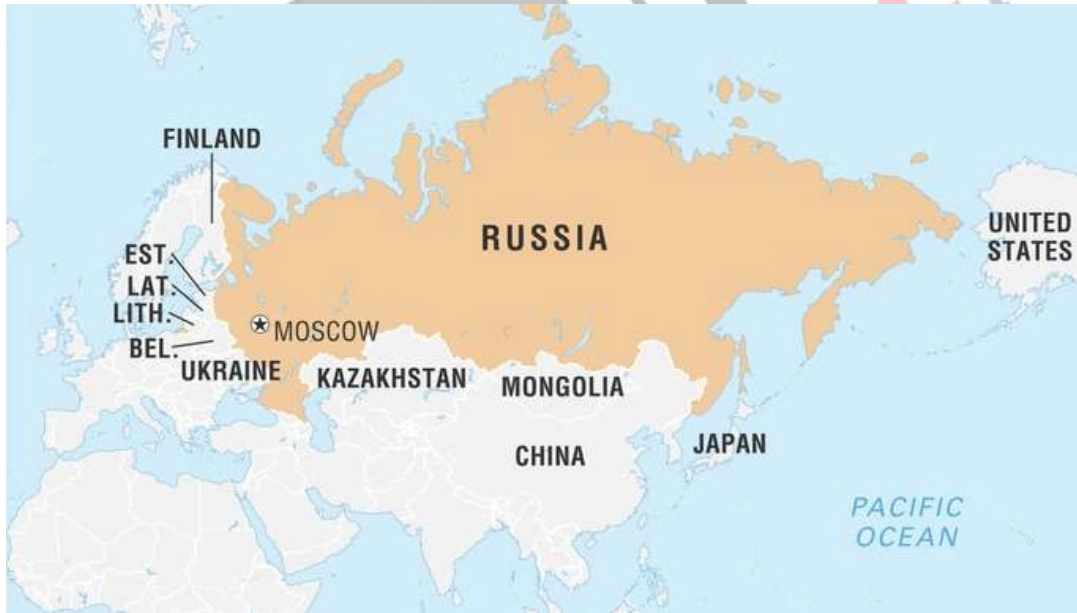 FINLAND
RUSSIA
UNITED
STATES
EST.
LAT.
LITH.
MOSCOW
BEL.
UKRAINE
KAZAKHSTAN
MONGOLIA
CHINA
JAPAN
PACIFIC
OCEAN